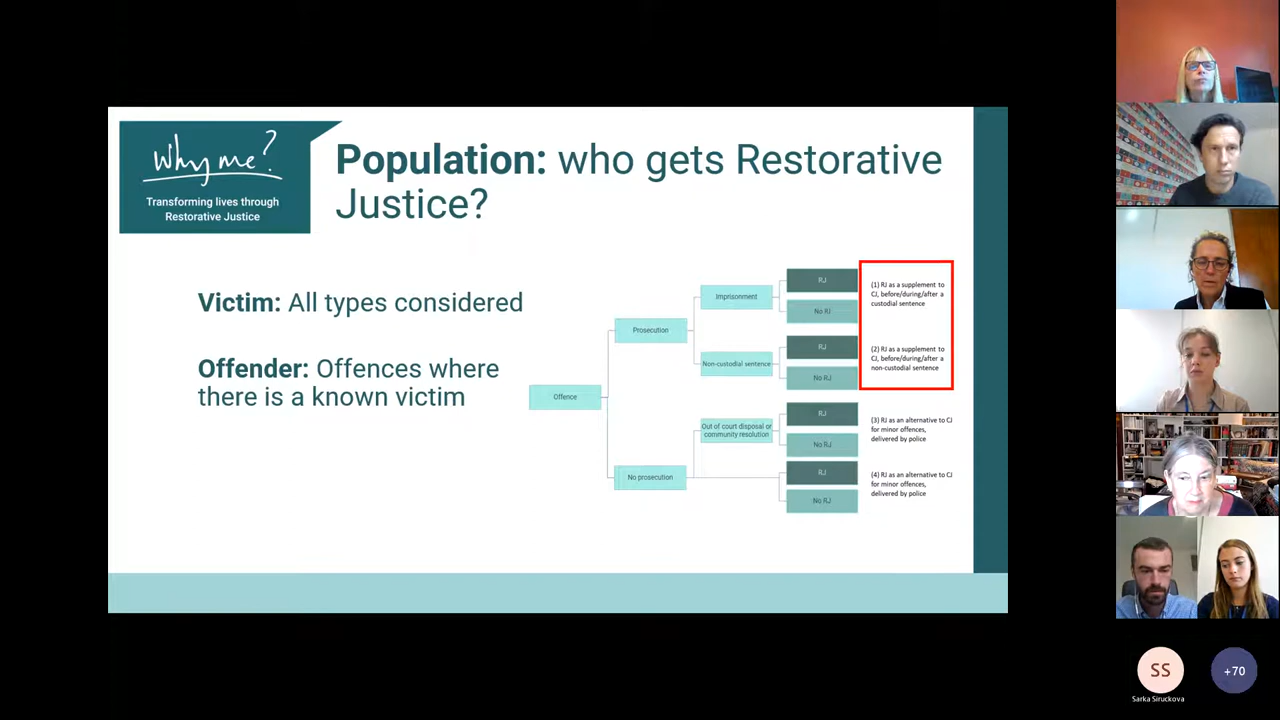 Why me?
Transforming lives through
Restorative Justice
Population: who gets Restorative
Justice?
Victim: All types considered
Offender: Offences where
there is a known victim
Offence
Prosecution
No prosecution
Imprisonment
Non-custodial sentence
Out of court disposal or
community resolution
RJ
No RJ
RJ
No RJ
RJ
No RJ
RJ
No RJ
(1) RJ as a supplement to
CJ, before/during/after a
custodial sentence
(2) RJ as a supplement to
CJ, before/during/after a
non-custodial sentence
(3) RJ as an alternative to CJ
for minor offences,
delivered by police
(4) RJ as an alternative to CJ
for minor offences,
delivered by police
SS
Sarka Siruckova
+70